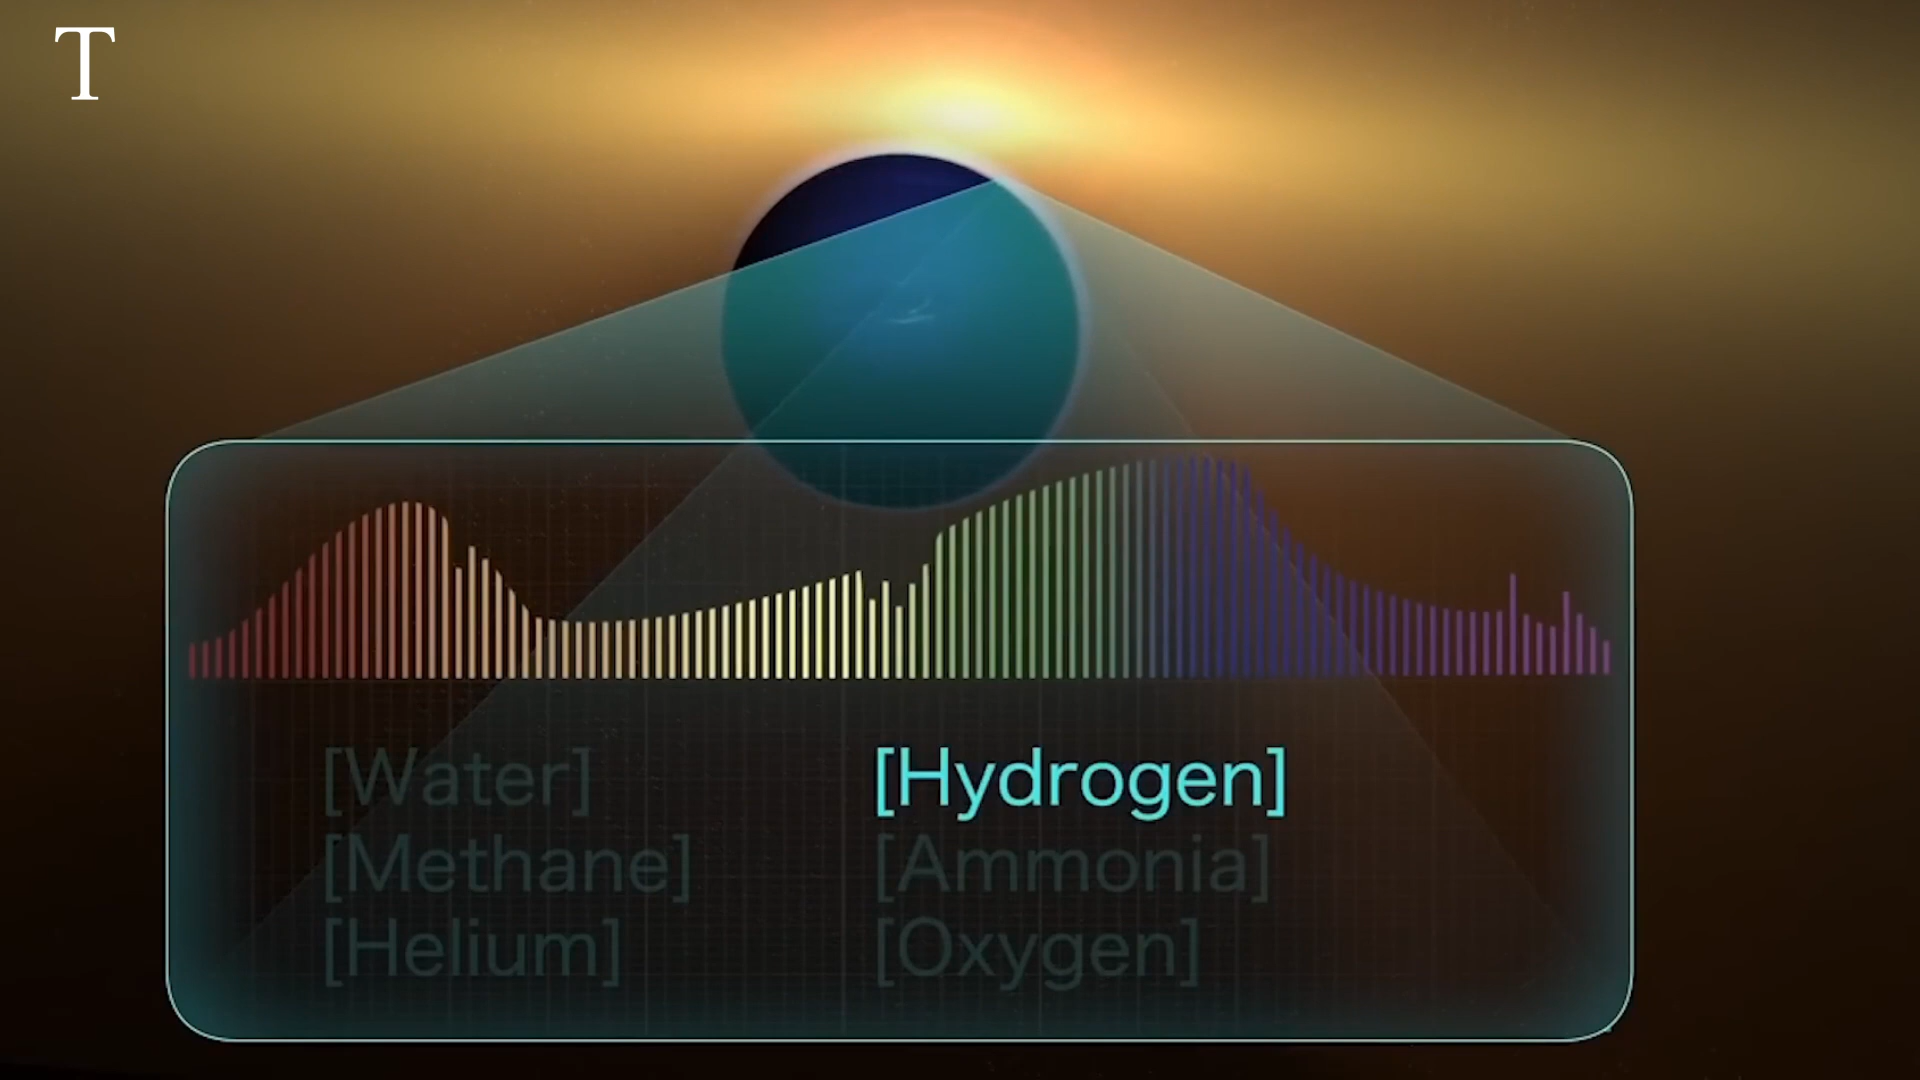 T
[Water]
[Methane]
[Helium]
[Hydrogen]
[Ammonia]
[Oxygen]